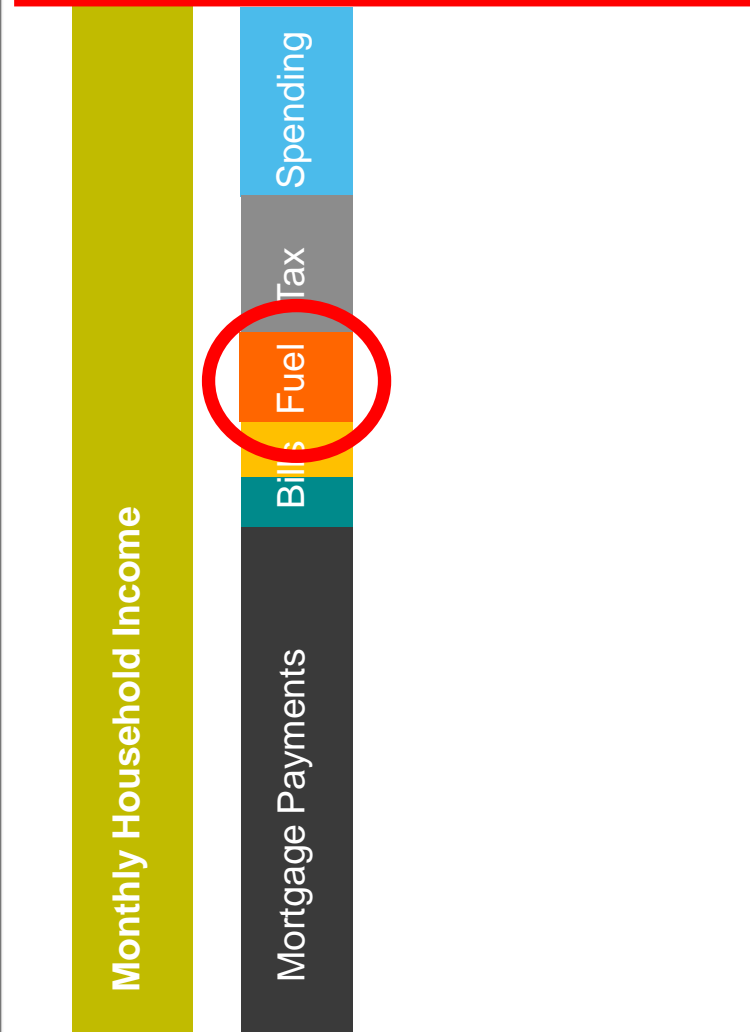 Monthly Household Income
Spending
Tax
Fuel
Bills
Mortgage Payments